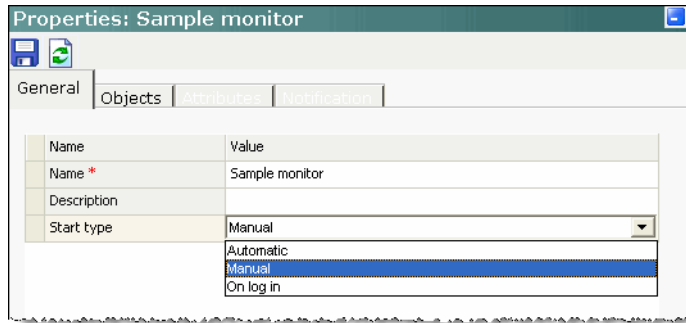 Properties: Sample monitor
General Objects Attributes Notification
Name Value
Name * Sample monitor
Description
Start type Manual
Automatic
Manual
On log in